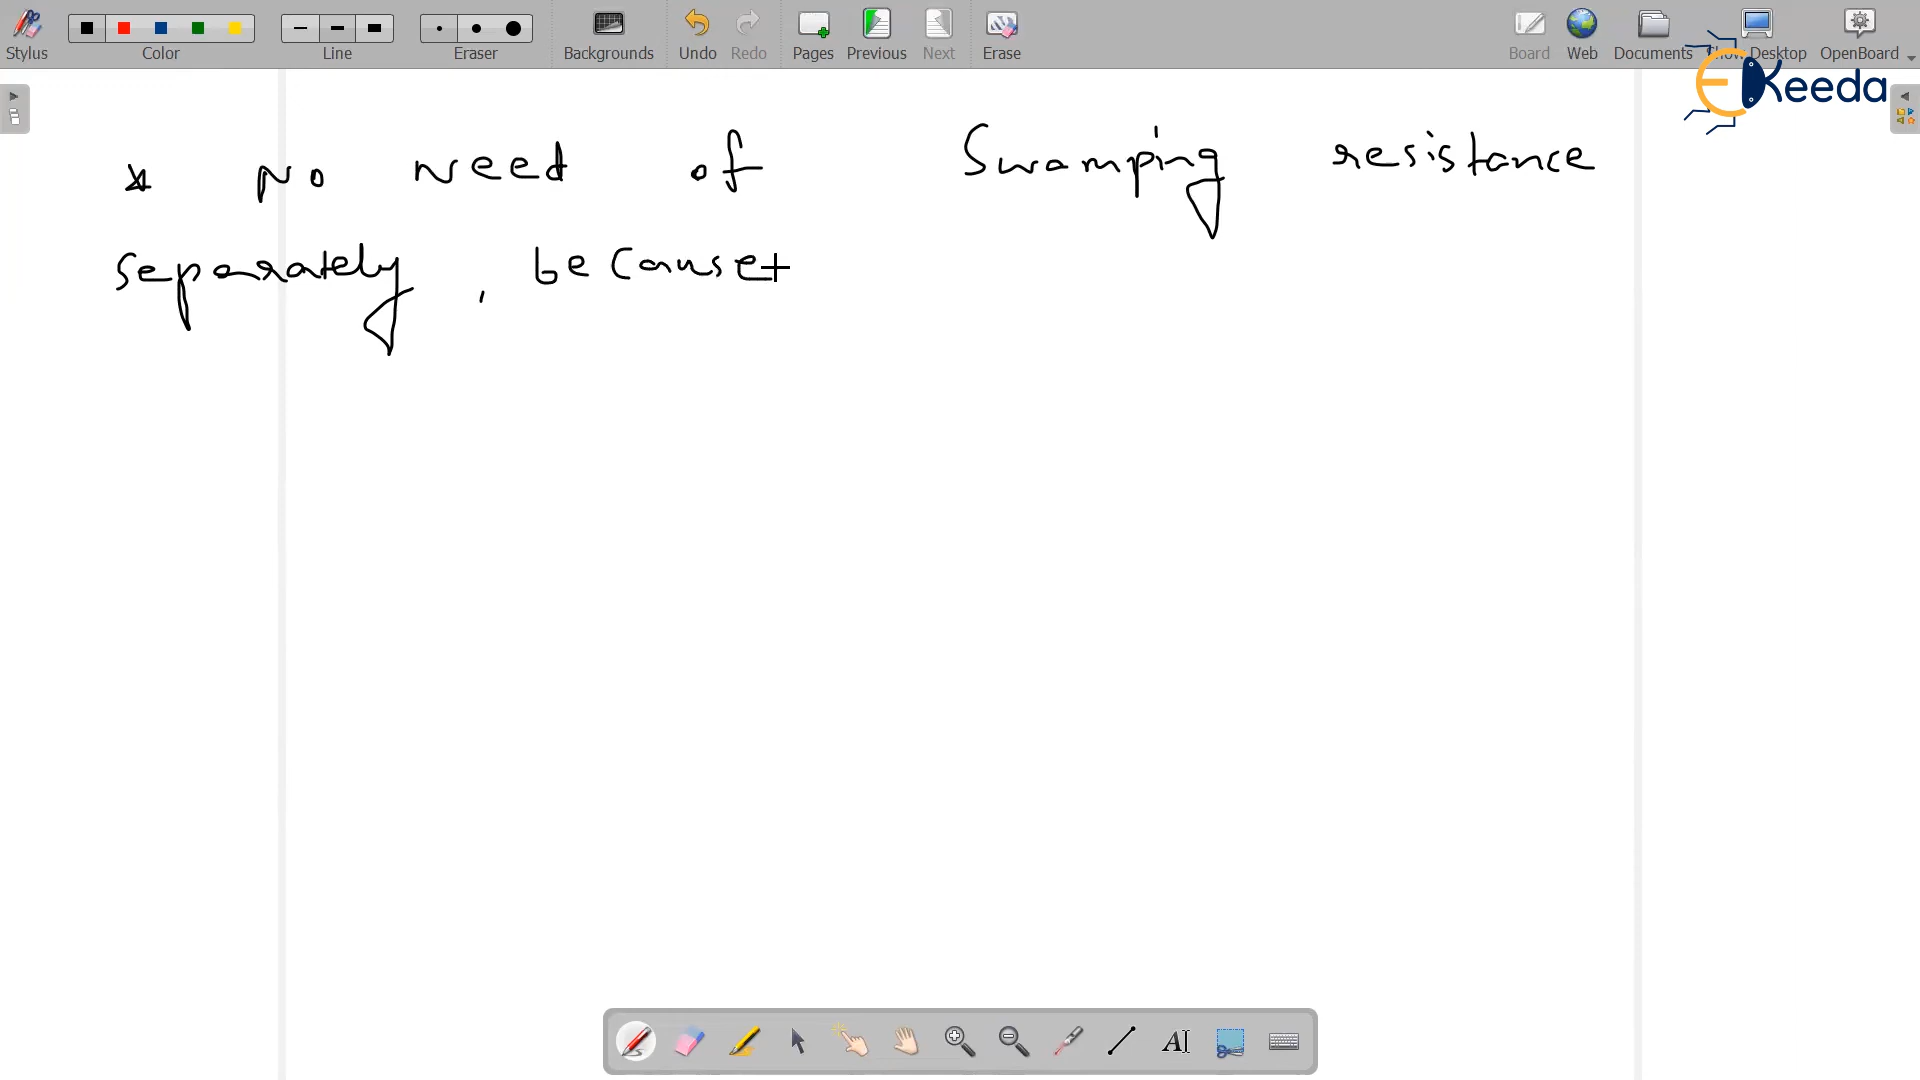 Stylus Color Line Eraser Backgrounds Undo Redo Pages Previous Next Erase Board Web Documents Show Desktop OpenBoard
EKeeda
* No need of Swamping resistance
separately, because